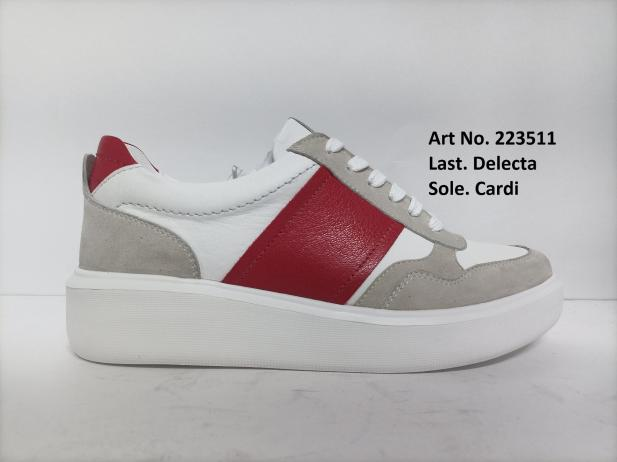 Art No. 223511
Last. Delecta
Sole. Cardi